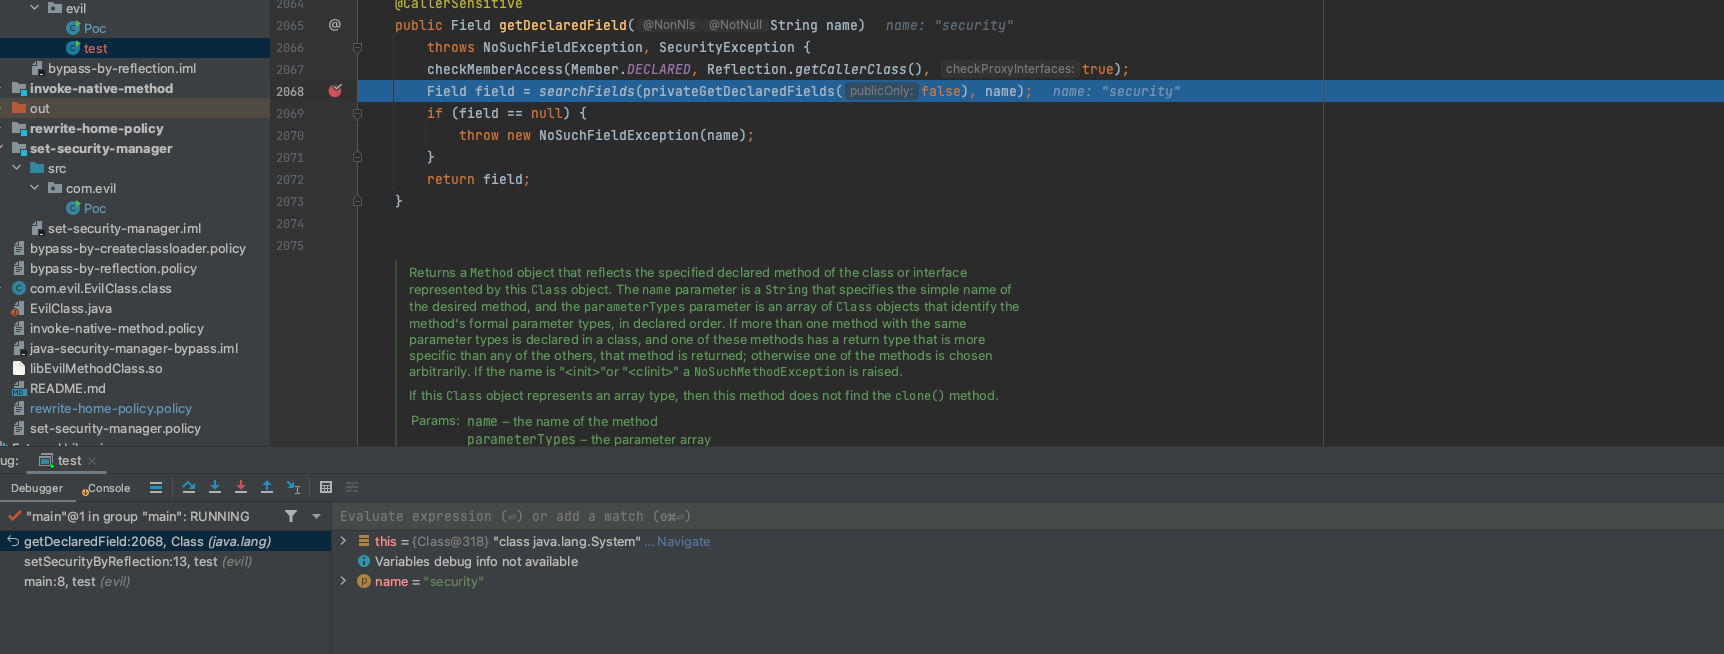 evil
Poc
test
bypass-by-reflection.iml
invoke-native-method
out
rewrite-home-policy
set-security-manager
src
com.evil
Poc
set-security-manager.iml
bypass-by-createclassloader.policy
bypass-by-reflection.policy
com.evil.EvilClass.class
EvilClass.java
invoke-native-method.policy
java-security-manager-bypass.iml
libEvilMethodClass.so
README.md
rewrite-home-policy.policy
set-security-manager.policy
2064 @CallerSensitive
2065 @ public Field getDeclaredField( @NonNls @NotNull String name) name: "security"
2066 throws NoSuchFieldException, SecurityException {
2067 checkMemberAccess(Member.DECLARED, Reflection.getCallerClass(), checkProxyInterfaces: true);
2068 Field field = searchFields(privateGetDeclaredFields( publicOnly: false), name); name: "security"
2069 if (field == null) {
2070 throw new NoSuchFieldException(name);
2071 }
2072 return field;
2073 }
2074
2075
Returns a Method object that reflects the specified declared method of the class or interface
represented by this Class object. The name parameter is a String that specifies the simple name of
the desired method, and the parameterTypes parameter is an array of Class objects that identify the
method's formal parameter types, in declared order. If more than one method with the same
parameter types is declared in a class, and one of these methods has a return type that is more
specific than any of the others, that method is returned; otherwise one of the methods is chosen
arbitrarily. If the name is "<init>"or "<clinit>" a NoSuchMethodException is raised.
If this Class object represents an array type, then this method does not find the clone() method.
Params: name – the name of the method
parameterTypes – the parameter array
ug: test ×
Debugger Console
"main"@1 in group "main": RUNNING
getDeclaredField:2068, Class (java.lang)
setSecurityByReflection:13, test (evil)
main:8, test (evil)
Evaluate expression (⏎) or add a watch (⇧⌘⏎)
this = {Class@318} "class java.lang.System" ... Navigate
Variables debug info not available
name = "security"